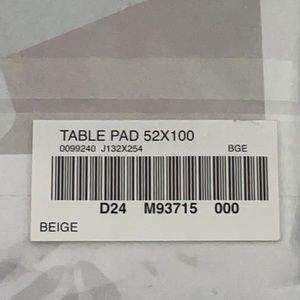 TABLE PAD 52X100
0099240 J132X254 BGE
D24 M93715 000
BEIGE